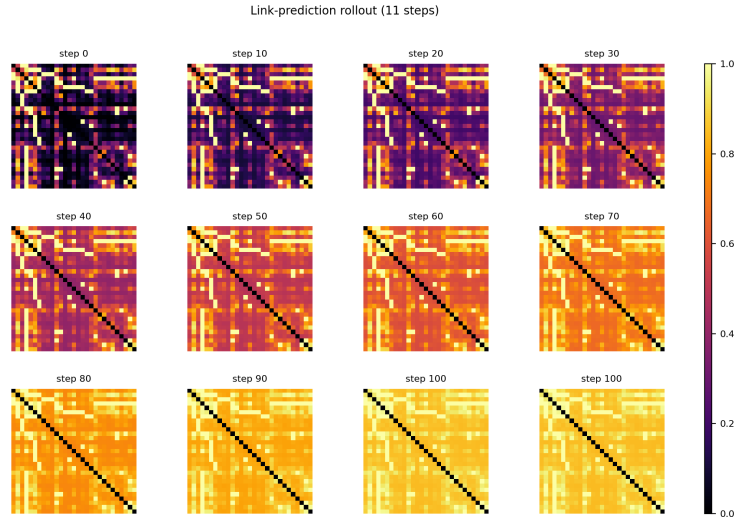 Link-prediction rollout (11 steps)
step 0
step 10
step 20
step 30
1.0
0.8
0.6
0.4
0.2
0.0
step 40
step 50
step 60
step 70
step 80
step 90
step 100
step 100